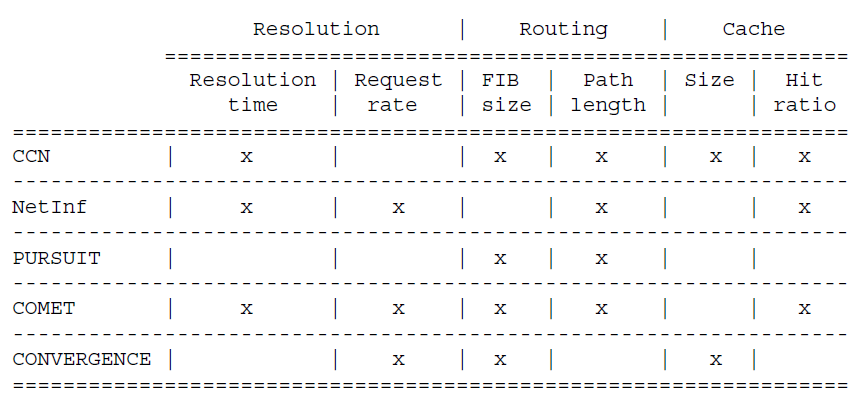 Resolution      |    Routing    |    Cache
            ======================================================
              Resolution | Request | FIB  |  Path  | Size |  Hit
                 time    |  rate   | size | length |      | ratio
==================================================================
CCN         |     x      |         |  x   |   x    |   x  |   x
------------------------------------------------------------------
NetInf      |     x      |    x    |      |   x    |      |   x
------------------------------------------------------------------
PURSUIT     |            |         |  x   |   x    |      |
------------------------------------------------------------------
COMET       |     x      |    x    |  x   |   x    |      |   x
------------------------------------------------------------------
CONVERGENCE |            |    x    |  x   |        |   x  |
==================================================================